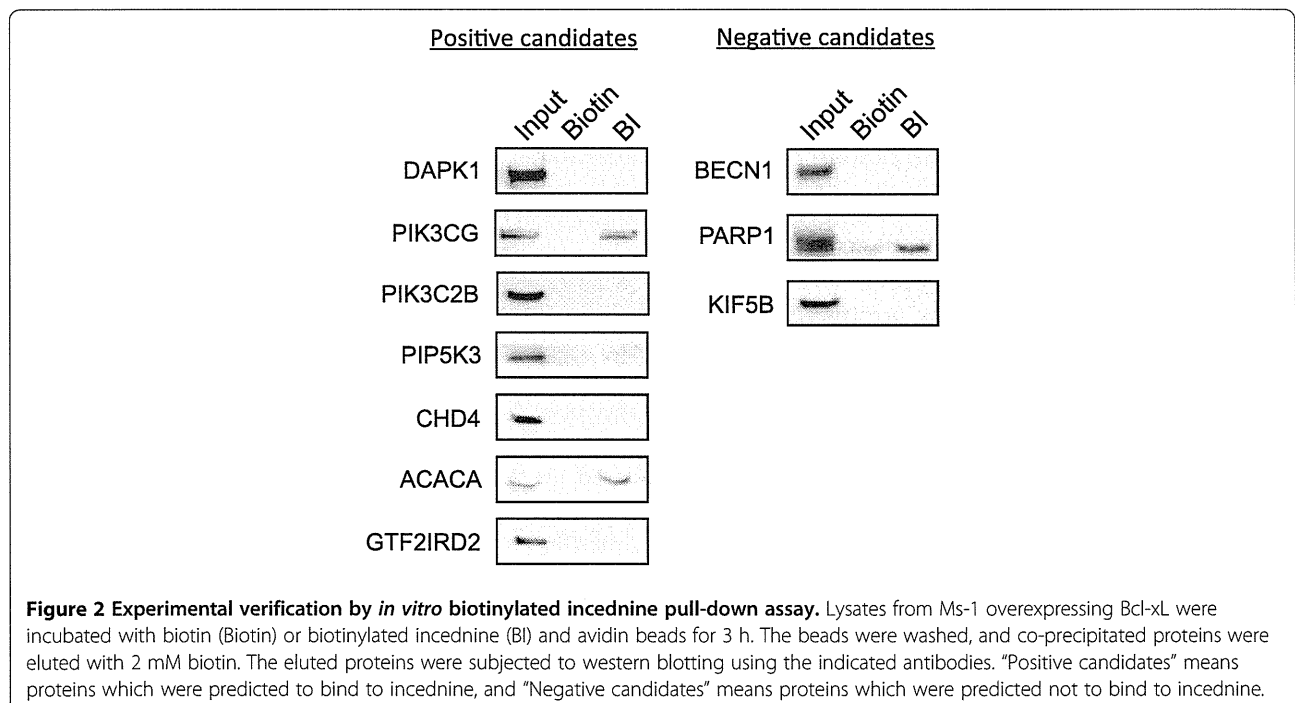 Positive candidates
Negative candidates
Input Biotin BI
Input Biotin BI
DAPK1
PIK3CG
PIK3C2B
PIP5K3
CHD4
ACACA
GTF2IRD2
BECN1
PARP1
KIF5B
Figure 2 Experimental verification by in vitro biotinylated incednine pull-down assay. Lysates from Ms-1 overexpressing Bcl-xL were
incubated with biotin (Biotin) or biotinylated incednine (BI) and avidin beads for 3 h. The beads were washed, and co-precipitated proteins were
eluted with 2 mM biotin. The eluted proteins were subjected to western blotting using the indicated antibodies. "Positive candidates" means
proteins which were predicted to bind to incednine, and "Negative candidates" means proteins which were predicted not to bind to incednine.